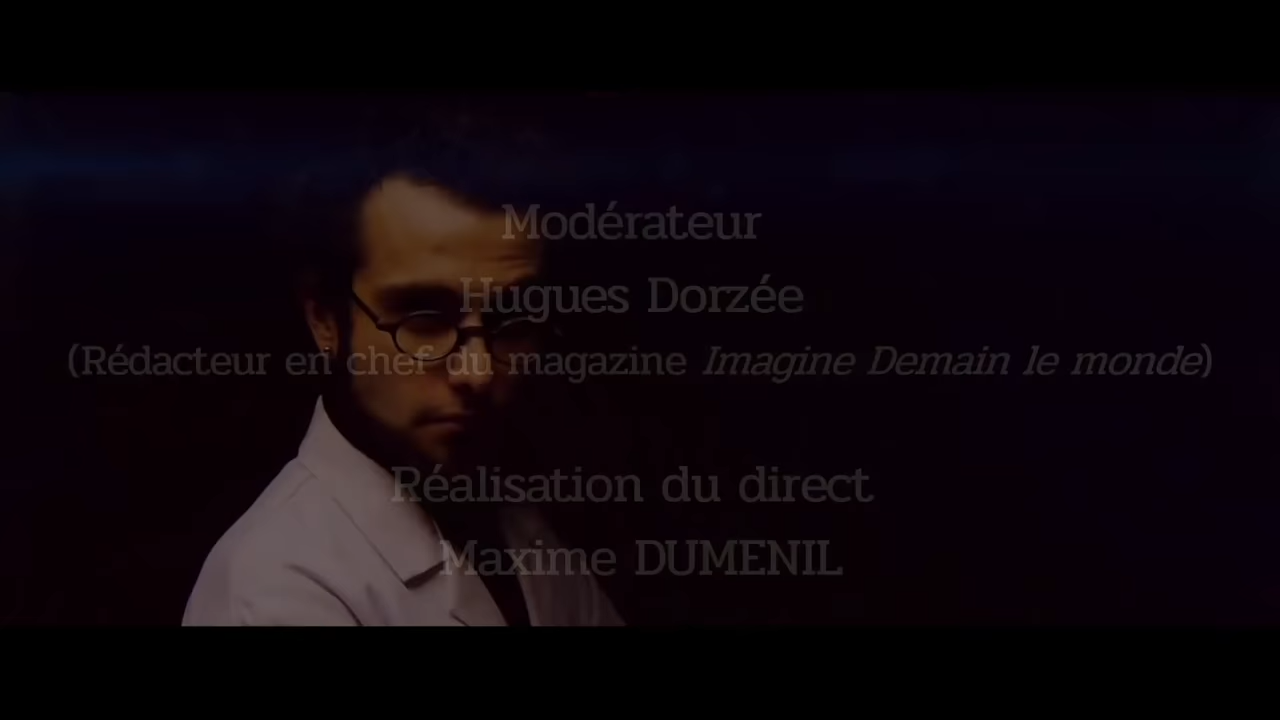 Modérateur
Hugues Dorzée
(Rédacteur en chef du magazine Imagine Demain le monde)
Réalisation du direct
Maxime DUMENIL